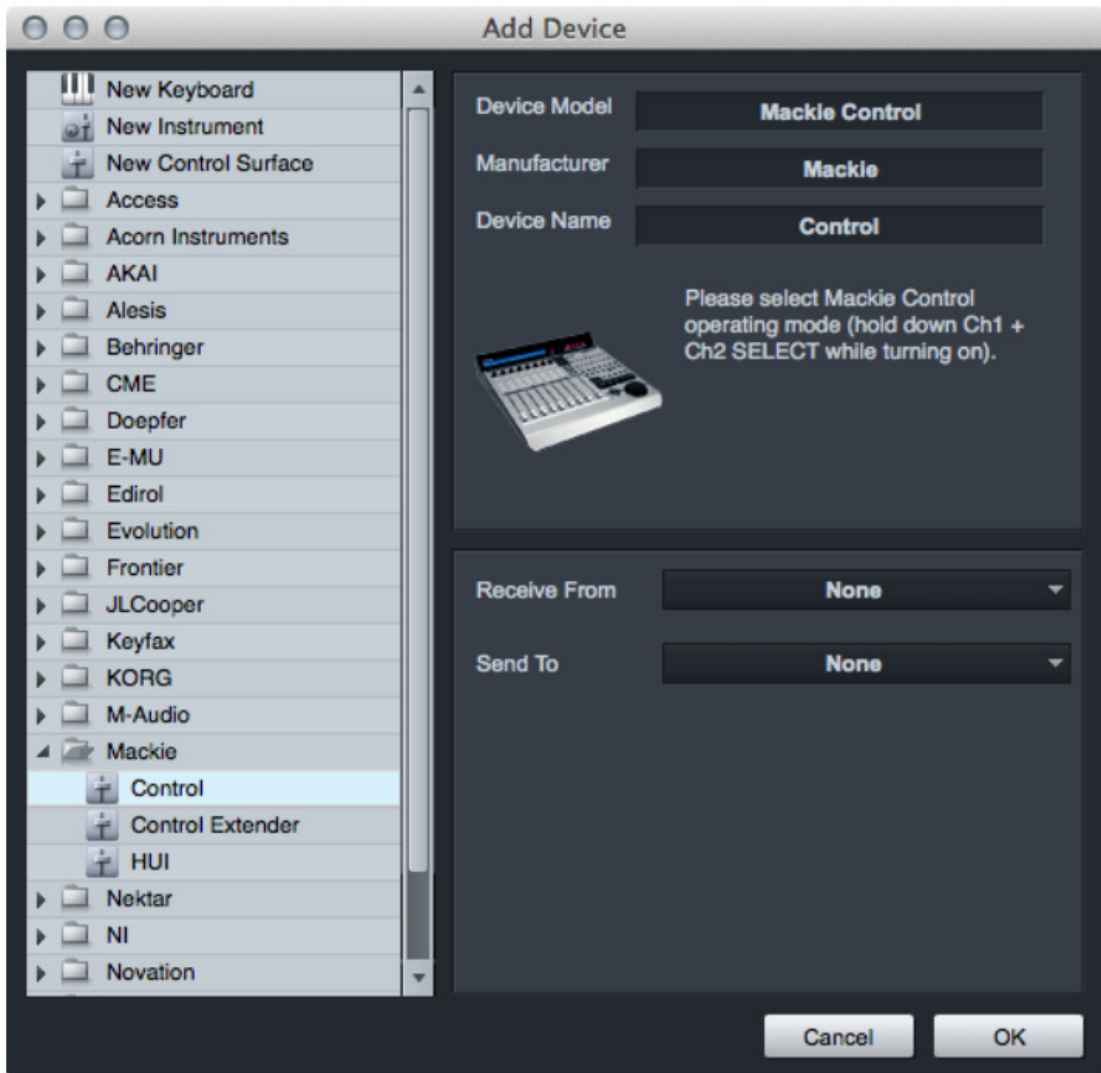 Add Device
New Keyboard
New Instrument
New Control Surface
Access
Acorn Instruments
AKAI
Alesis
Behringer
CME
Doepfer
E-MU
Edirol
Evolution
Frontier
JLCooper
Keyfax
KORG
M-Audio
Mackie
Control
Control Extender
HUI
Nektar
NI
Novation
Device Model Mackie Control
Manufacturer Mackie
Device Name Control
Please select Mackie Control
operating mode (hold down Ch1 +
Ch2 SELECT while turning on).
Receive From None
Send To None
Cancel OK